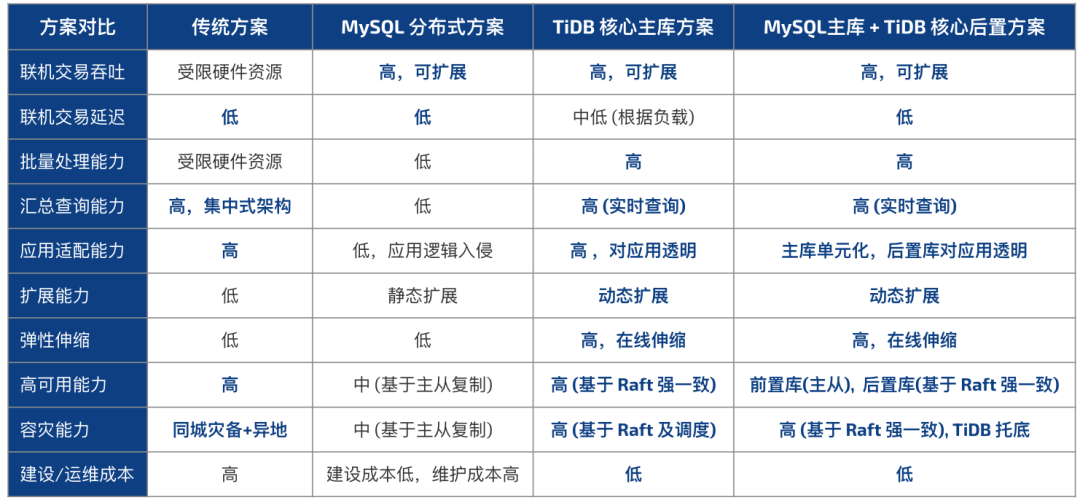 方案对比 传统方案 MySQL 分布式方案 TiDB 核心主库方案 MySQL主库 + TiDB 核心后置方案
联机交易吞吐 受限硬件资源 高，可扩展 高，可扩展 高，可扩展
联机交易延迟 低 低 中低 (根据负载) 低
批量处理能力 受限硬件资源 低 高 高
汇总查询能力 高，集中式架构 低 高 (实时查询) 高 (实时查询)
应用适配能力 高 低，应用逻辑入侵 高 ，对应用透明 主库单元化，后置库对应用透明
扩展能力 低 静态扩展 动态扩展 动态扩展
弹性伸缩 低 低 高，在线伸缩 高，在线伸缩
高可用能力 高 中 (基于主从复制) 高 (基于 Raft 强一致) 前置库(主从), 后置库(基于 Raft 强一致)
容灾能力 同城灾备+异地 中 (基于主从复制) 高 (基于 Raft 及调度) 高 (基于 Raft 强一致), TiDB 托底
建设/运维成本 高 建设成本低，维护成本高 低 低